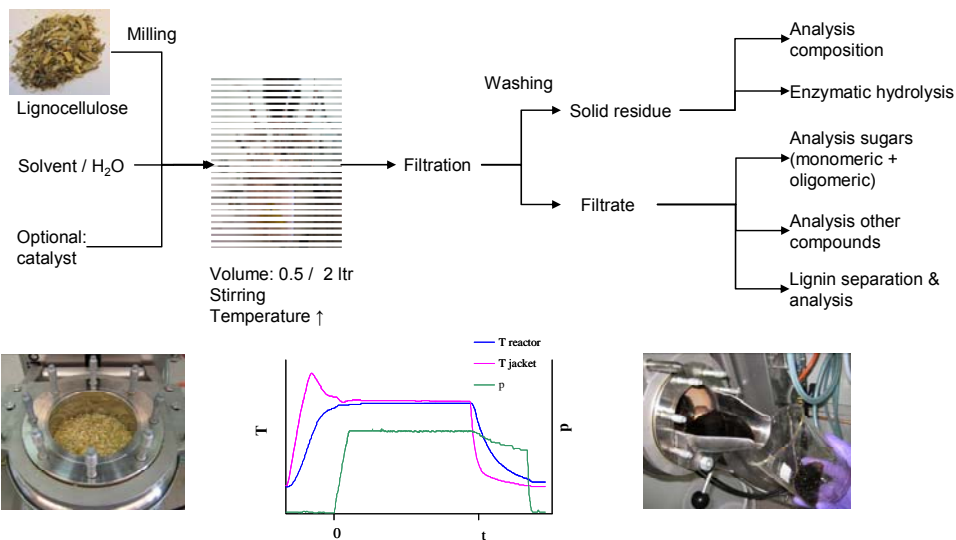 Milling
Lignocellulose
Solvent / H₂O
Optional:
catalyst
Volume: 0.5 / 2 ltr
Stirring
Temperature ↑
Filtration
Washing
Solid residue
Filtrate
Analysis
composition
Enzymatic hydrolysis
Analysis sugars
(monomeric +
oligomeric)
Analysis other
compounds
Lignin separation &
analysis
T reactor
T jacket
p
T
p
0
t